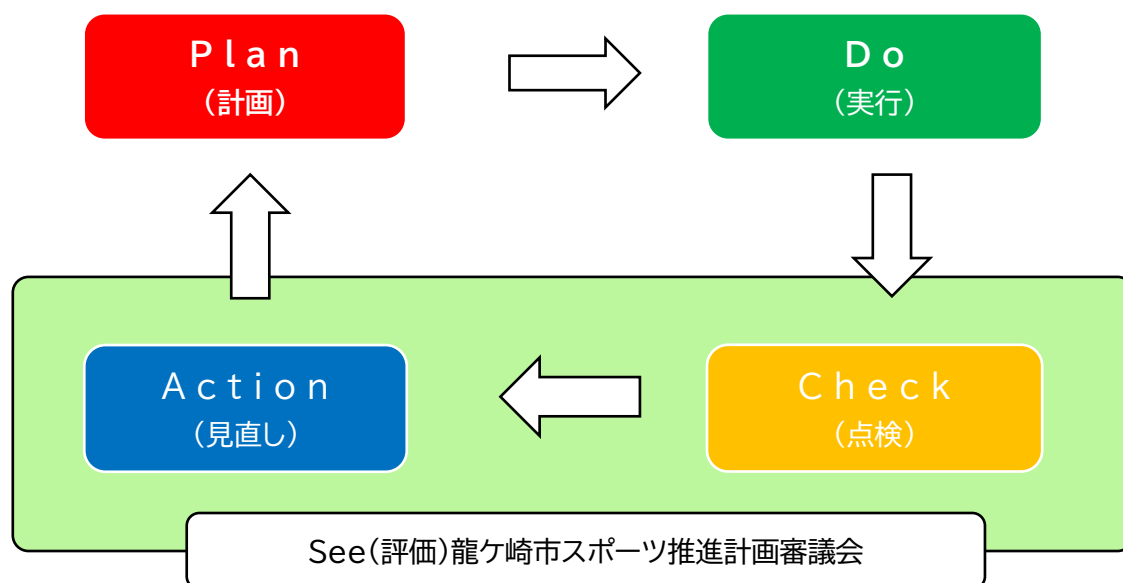 Plan
（計画）
Do
（実行）
Action
（見直し）
Check
（点検）
See（評価）龍ケ崎市スポーツ推進計画審議会